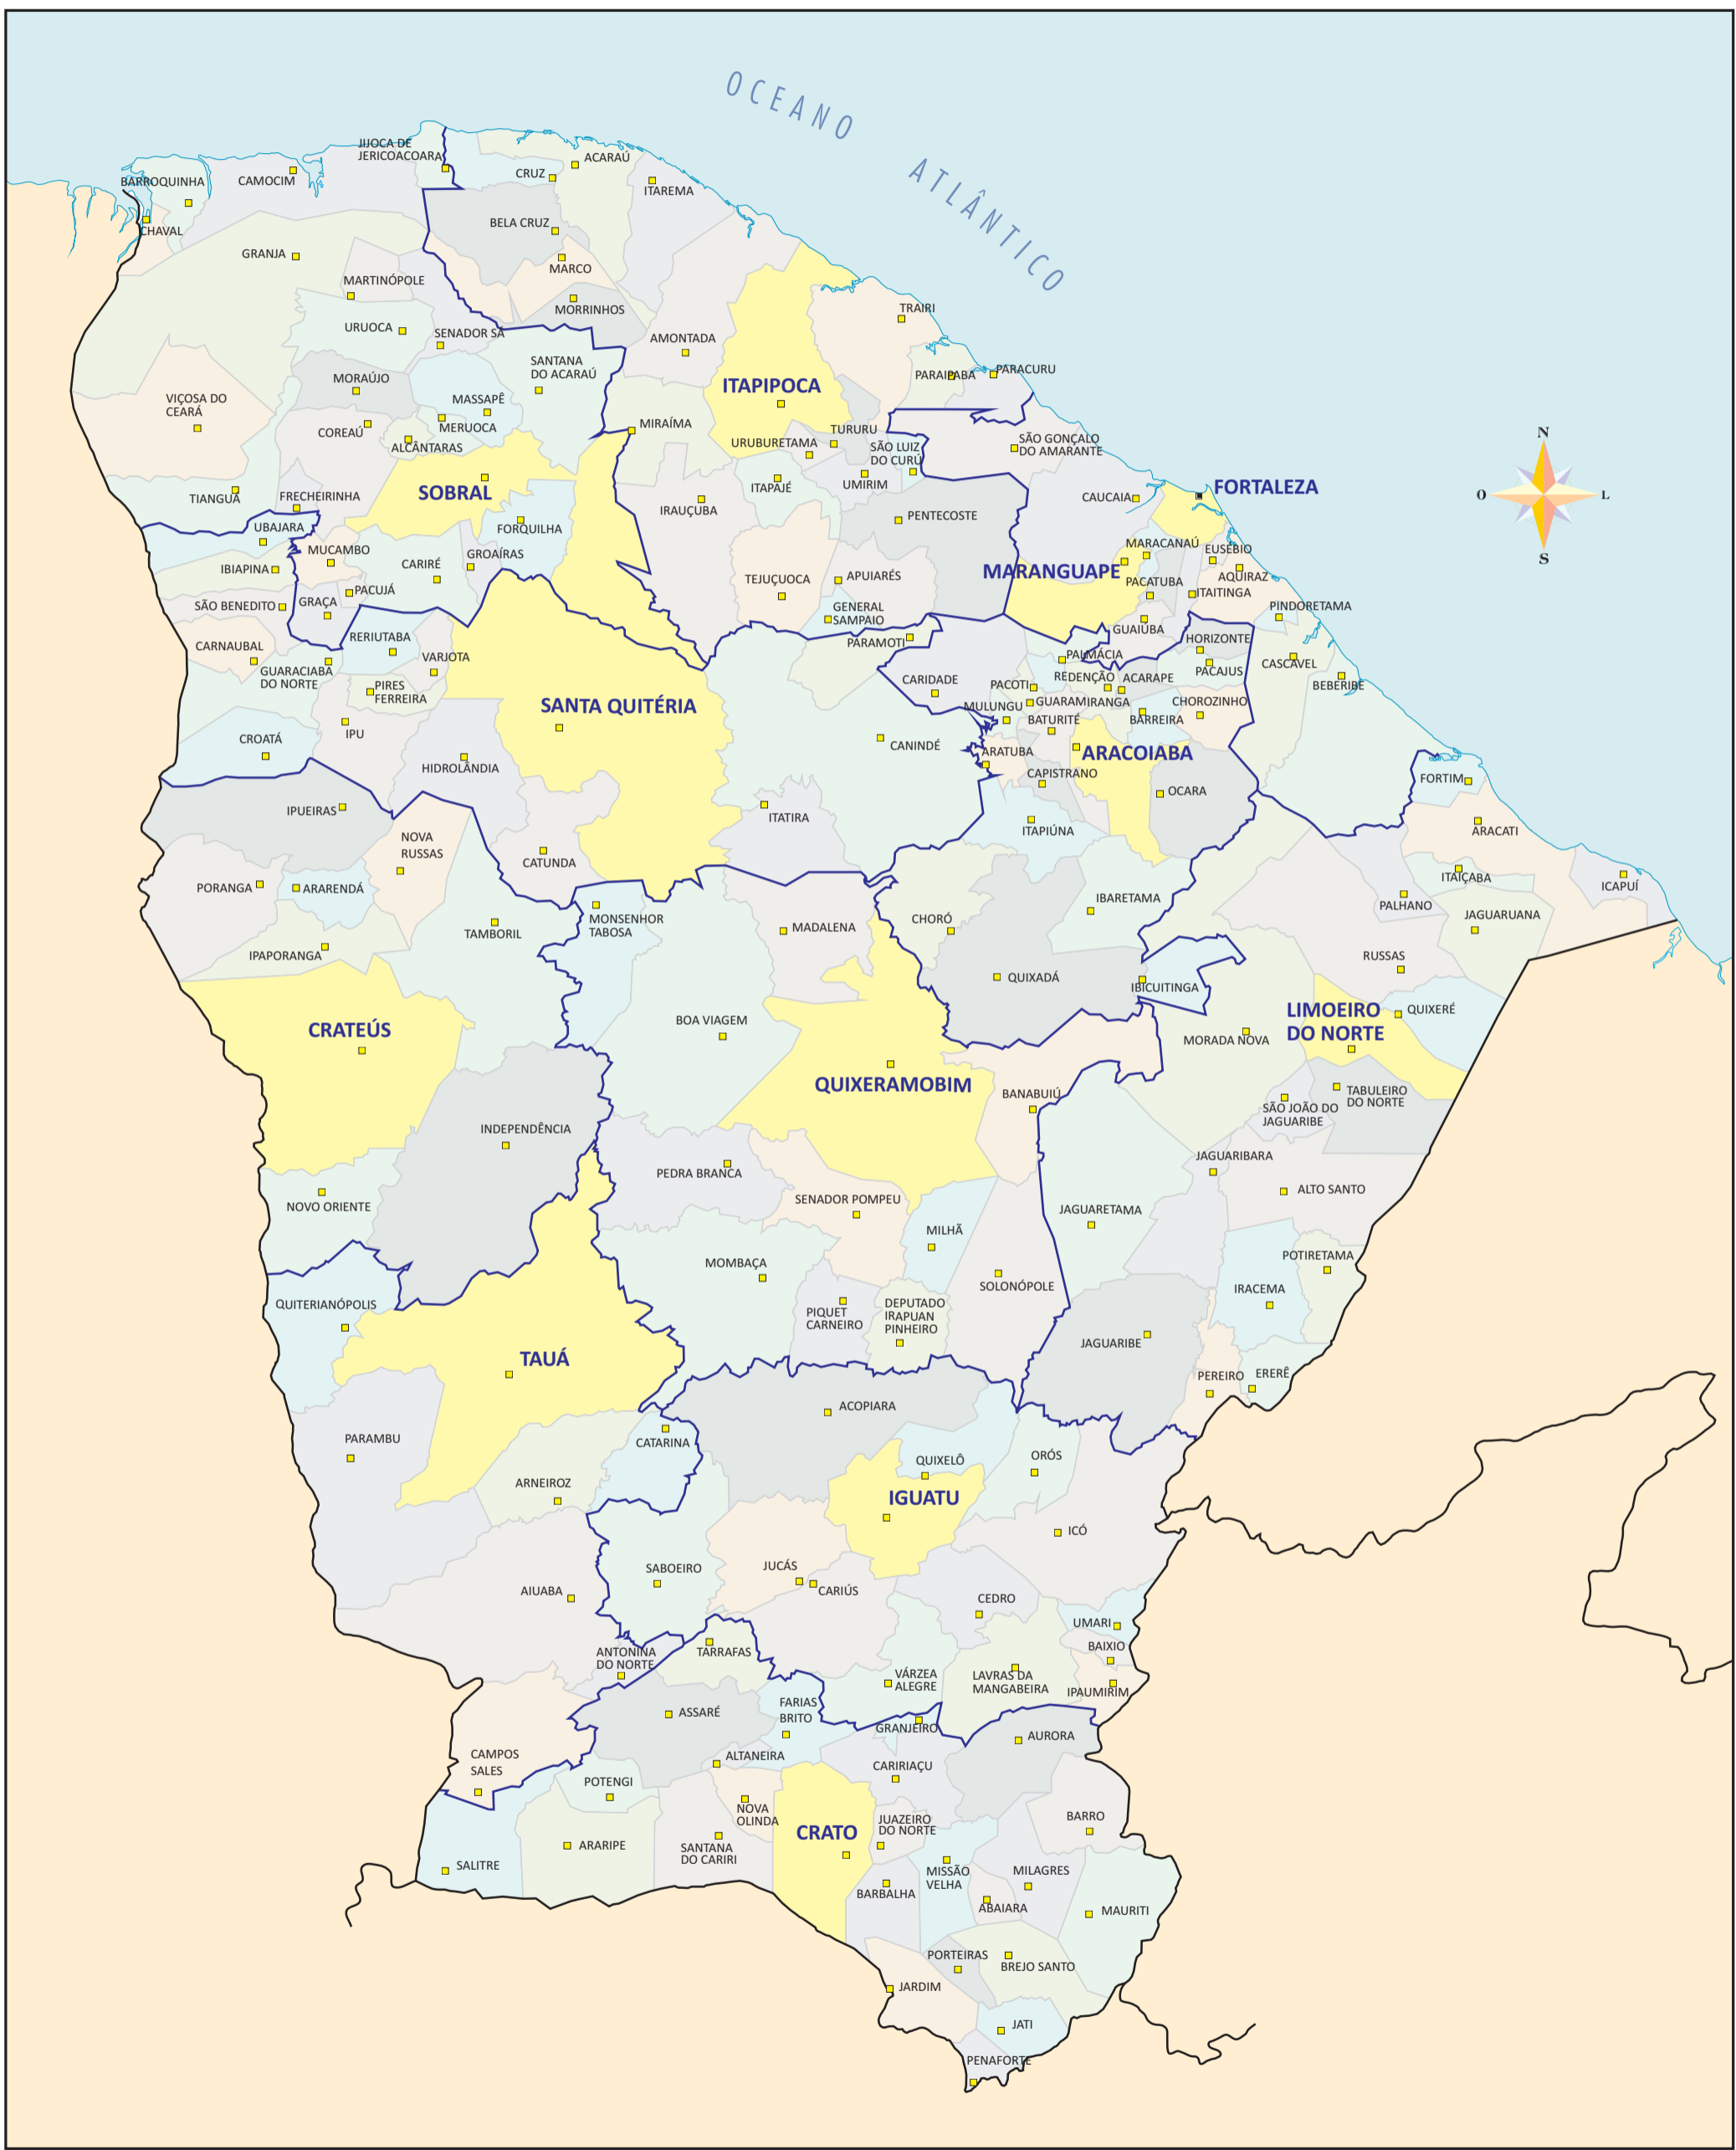 OCEANO ATLÂNTICO
JIJOCA DE
JERICOACOARA
ACARAÚ
CRUZ
BARROQUINHA
CAMOCIM
ITAREMA
CHAVAL
BELA CRUZ
GRANJA
MARCO
MARTINÓPOLE
MORRINHOS
TRAIRI
URUOCA
SENADOR SÁ
AMONTADA
SANTANA
DO ACARAÚ
PARAIPABA
PARACURU
MORAÚJO
ITAPIPOCA
VIÇOSA DO
CEARÁ
MASSAPÊ
MERUOCA
MIRAÍMA
TURURU
COREAÚ
ALCÂNTARAS
URUBURETAMA
SÃO LUIZ
DO CURÚ
SÃO GONÇALO
DO AMARANTE
N
O
L
S
UMIRIM
ITAPAJÉ
FORTALEZA
SOBRAL
TIANGUÁ
FRECHEIRINHA
CAUCAIA
IRAUÇUBA
PENTECOSTE
UBAJARA
FORQUILHA
MUCAMBO
GROAÍRAS
MARACANAÚ
EUSÉBIO
CARIRÉ
IBIAPINA
MARANGUAPE
AQUIRAZ
TEJUÇUOCA
APUIARÉS
PACATUBA
PACUJÁ
ITAITINGA
SÃO BENEDITO
GRAÇA
GENERAL
SAMPAIO
PINDORETAMA
GUAIÚBA
RERIUTABA
PARAMOTI
HORIZONTE
CARNAUBAL
VARJOTA
PALMÁCIA
CASCAVEL
GUARACIABA
DO NORTE
PACAJUS
PIRES
FERREIRA
CARIDADE
PACOTI
REDENÇÃO
ACARAPE
BEBERIBE
SANTA QUITÉRIA
MULUNGU
GUARAMIRANGA
CHOROZINHO
BATURITÉ
BARREIRA
IPU
CROATÁ
CANINDÉ
ARATUBA
ARACOIABA
HIDROLÂNDIA
CAPISTRANO
FORTIM
OCARA
IPUEIRAS
ITATIRA
ITAPIÚNA
ARACATI
NOVA
RUSSAS
CATUNDA
PORANGA
ARARENDÁ
ITAIÇABA
ICAPUÍ
IBARETAMA
PALHANO
MONSENHOR
TABOSA
CHORÓ
JAGUARUANA
TAMBORIL
MADALENA
IPAPORANGA
RUSSAS
QUIXADÁ
IBICUITINGA
LIMOEIRO
DO NORTE
QUIXERÉ
BOA VIAGEM
CRATEÚS
MORADA NOVA
QUIXERAMOBIM
BANABUIÚ
TABULEIRO
DO NORTE
SÃO JOÃO DO
JAGUARIBE
INDEPENDÊNCIA
JAGUARIBARA
PEDRA BRANCA
ALTO SANTO
SENADOR POMPEU
NOVO ORIENTE
JAGUARETAMA
MILHÃ
POTIRETAMA
MOMBAÇA
SOLONÓPOLE
IRACEMA
QUITERIANÓPOLIS
PIQUET
CARNEIRO
DEPUTADO
IRAPUAN
PINHEIRO
JAGUARIBE
TAUÁ
PEREIRO
ERERÊ
ACOPIARA
PARAMBU
CATARINA
ORÓS
QUIXELÔ
ARNEIROZ
IGUATU
ICÓ
SABOEIRO
JUCÁS
AIUABA
CARIÚS
CEDRO
UMARI
ANTONINA
DO NORTE
TARRAFAS
BAIXIO
VÁRZEA
ALEGRE
LAVRAS DA
MANGABEIRA
IPAUMIRIM
FARIAS
BRITO
ASSARÉ
GRANJEIRO
AURORA
CAMPOS
SALES
ALTANEIRA
CARIRIAÇU
POTENGI
NOVA
OLINDA
BARRO
JUAZEIRO
DO NORTE
CRATO
ARARIPE
SANTANA
DO CARIRI
SALITRE
MISSÃO
VELHA
MILAGRES
BARBALHA
ABAIARA
MAURITI
PORTEIRAS
BREJO SANTO
JARDIM
JATI
PENAFORTE